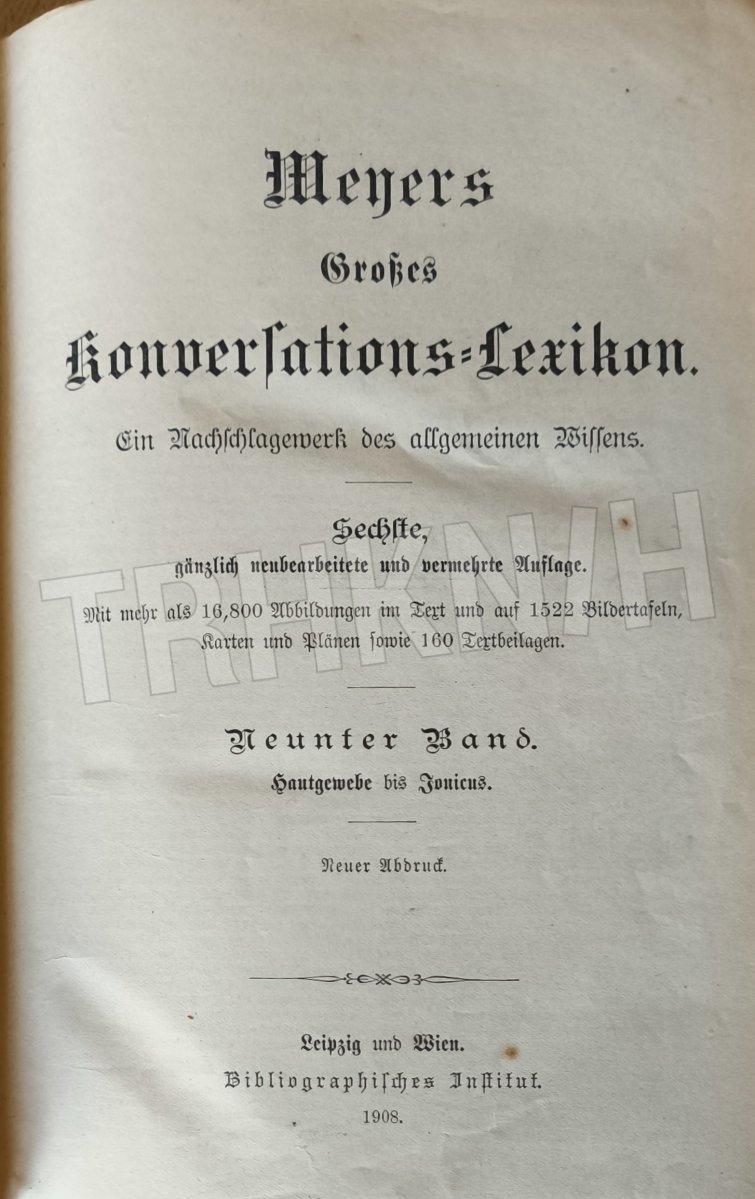 Meyers
Großes
Konverſations-Lexikon.
Ein Nachſchlagewerk des allgemeinen Wiſſens.
Sechſte,
gänzlich neubearbeitete und vermehrte Auflage.
Mit mehr als 16,800 Abbildungen im Text und auf 1522 Bildertafeln,
Karten und Plänen ſowie 160 Textbeilagen.
TRHKN/H
Neunter Band.
Hautgewebe bis Jonicus.
Neuer Abdruck.
Leipzig und Wien.
Bibliographiſches Inſtitut.
1908.